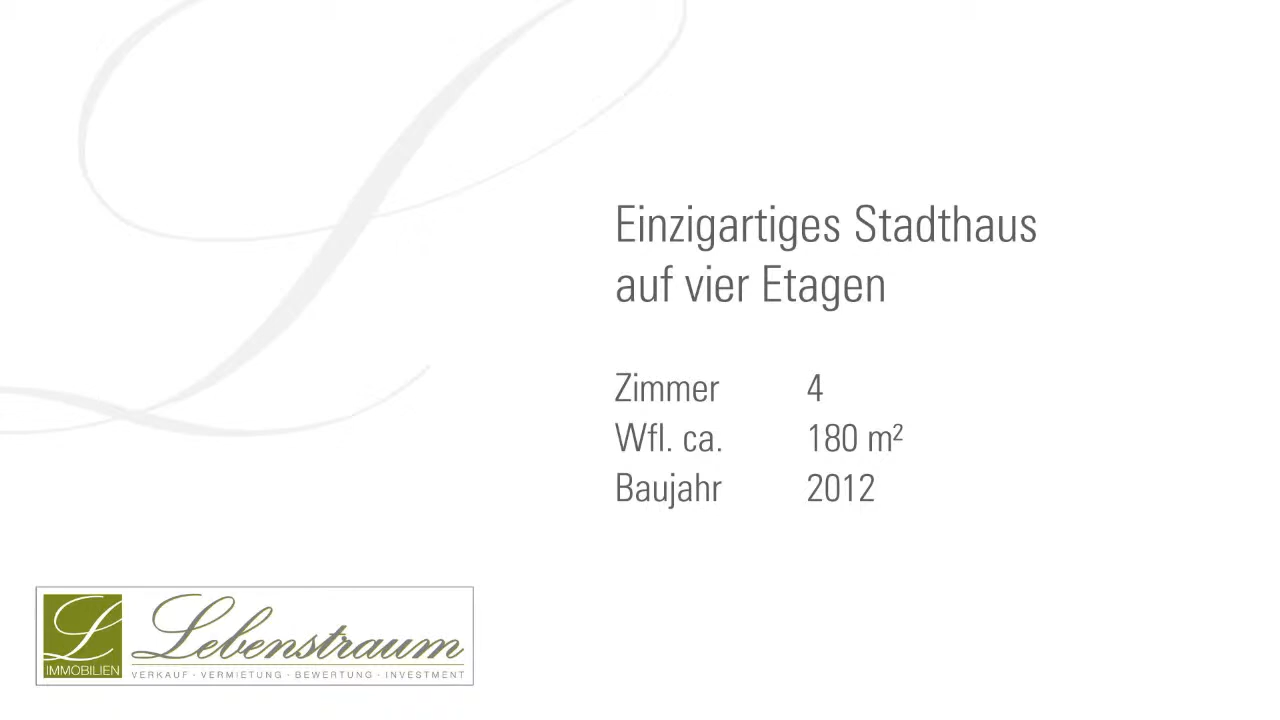 Einzigartiges Stadthaus
auf vier Etagen
Zimmer 4
Wfl. ca. 180 m²
Baujahr 2012
L
IMMOBILIEN
Lebenstraum
VERKAUF · VERMIETUNG · BEWERTUNG · INVESTMENT